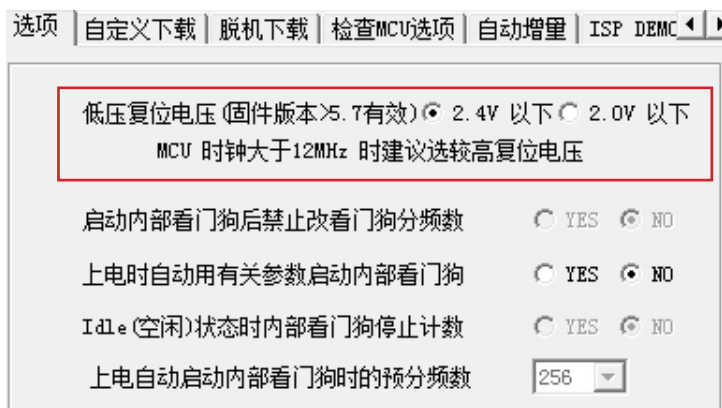 选项 自定义下载 脱机下载 检查MCU选项 自动增量 ISP DEMO
低压复位电压(固件版本>5.7有效) 2.4V 以下 2.0V 以下
MCU 时钟大于12MHz 时建议选较高复位电压
启动内部看门狗后禁止改看门狗分频数 YES NO
上电时自动用有关参数启动内部看门狗 YES NO
Idle(空闲)状态时内部看门狗停止计数 YES NO
上电自动启动内部看门狗时的预分频数 256